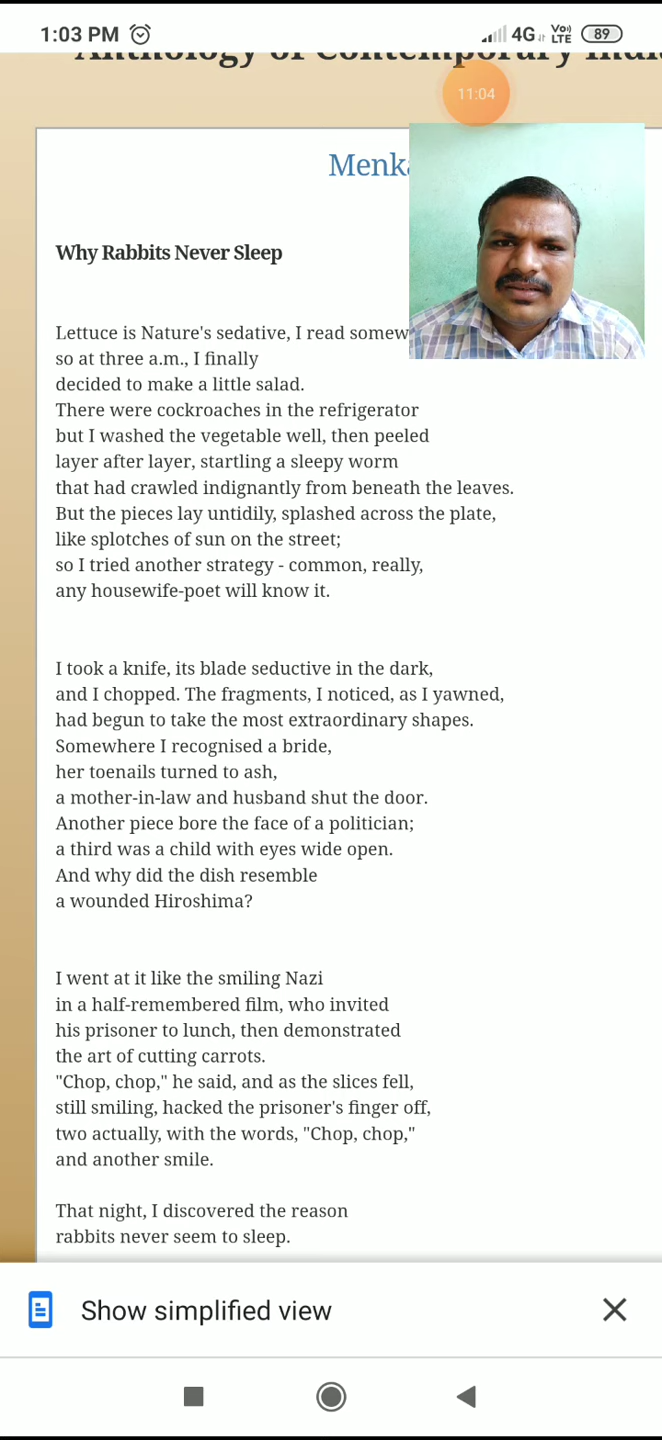 1:03 PM 4G Vo) LTE 89
Anthology of Contemporary
11:04
Why Rabbits Never Sleep
Lettuce is Nature's sedative, I read
so at three a.m., I finally
decided to make a little salad.
There were cockroaches in the refrigerator
but I washed the vegetable well, then peeled
layer after layer, startling a sleepy worm
that had crawled indignantly from beneath the leaves.
But the pieces lay untidily, splashed across the plate,
like splotches of sun on the street;
so I tried another strategy - common, really,
any housewife-poet will know it.
I took a knife, its blade seductive in the dark,
and I chopped. The fragments, I noticed, as I yawned,
had begun to take the most extraordinary shapes.
Somewhere I recognised a bride,
her toenails turned to ash,
a mother-in-law and husband shut the door.
Another piece bore the face of a politician;
a third was a child with eyes wide open.
And why did the dish resemble
a wounded Hiroshima?
I went at it like the smiling Nazi
in a half-remembered film, who invited
his prisoner to lunch, then demonstrated
the art of cutting carrots.
"Chop, chop," he said, and as the slices fell,
still smiling, hacked the prisoner's finger off,
two actually, with the words, "Chop, chop,"
and another smile.
That night, I discovered the reason
rabbits never seem to sleep.
Show simplified view